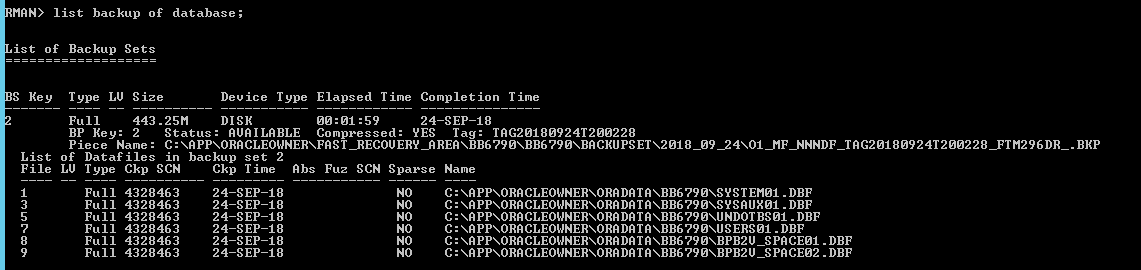 RMAN> list backup of database;
List of Backup Sets
===================
BS Key  Type LV Size       Device Type Elapsed Time Completion Time
------- ---- -- ---------- ----------- ------------ ---------------
2       Full    443.25M    DISK        00:01:59     24-SEP-18
        BP Key: 2   Status: AVAILABLE  Compressed: YES  Tag: TAG20180924T200228
        Piece Name: C:\APP\ORACLEOWNER\FAST_RECOVERY_AREA\BB6790\BB6790\BACKUPSET\2018_09_24\O1_MF_NNNDF_TAG20180924T200228_FTM296DR_.BKP
  List of Datafiles in backup set 2
  File LV Type Ckp SCN    Ckp Time  Abs Fuz SCN Sparse Name
  ---- -- ---- ---------- --------- ----------- ------ ----
  1       Full 4328463    24-SEP-18              NO    C:\APP\ORACLEOWNER\ORADATA\BB6790\SYSTEM01.DBF
  3       Full 4328463    24-SEP-18              NO    C:\APP\ORACLEOWNER\ORADATA\BB6790\SYSAUX01.DBF
  5       Full 4328463    24-SEP-18              NO    C:\APP\ORACLEOWNER\ORADATA\BB6790\UNDOTBS01.DBF
  7       Full 4328463    24-SEP-18              NO    C:\APP\ORACLEOWNER\ORADATA\BB6790\USERS01.DBF
  8       Full 4328463    24-SEP-18              NO    C:\APP\ORACLEOWNER\ORADATA\BB6790\BPB2V_SPACE01.DBF
  9       Full 4328463    24-SEP-18              NO    C:\APP\ORACLEOWNER\ORADATA\BB6790\BPB2V_SPACE02.DBF